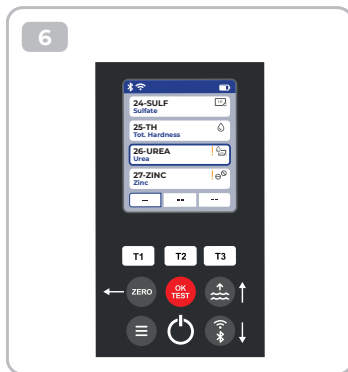 6
24-SULF
Sulfate
25-TH
Tot. Hardness
26-UREA
Urea
27-ZINC
Zinc
– -- --
T1 T2 T3
ZERO OK TEST